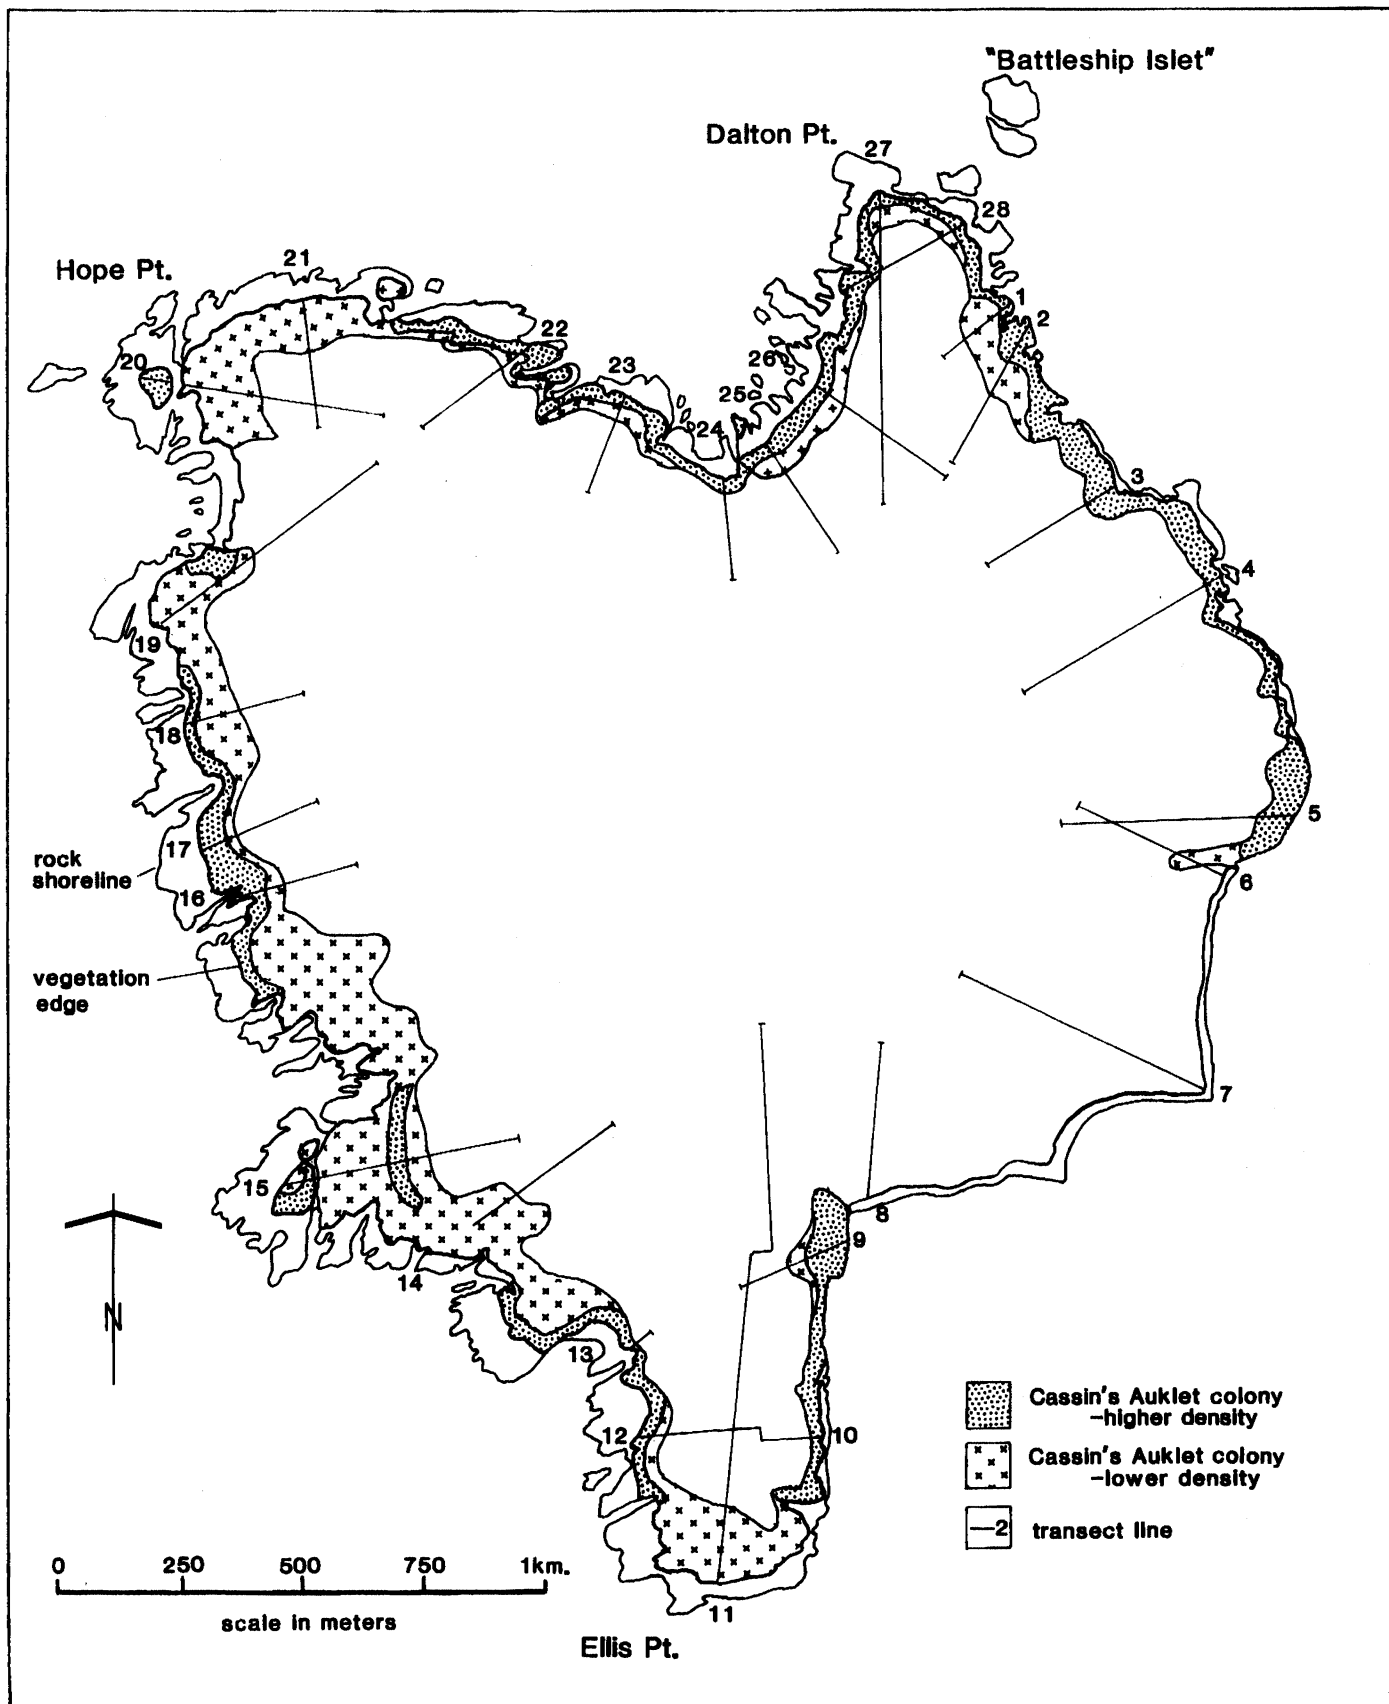 "Battleship Islet"
Dalton Pt.
27
28
Hope Pt.
21
1
2
22
20
23
26
25
24
3
4
19
18
5
17
rock
shoreline
16
6
vegetation
edge
7
15
8
9
14
N
13
12
10
Cassin's Auklet colony
-higher density
Cassin's Auklet colony
-lower density
2 transect line
0 250 500 750 1km.
scale in meters
11
Ellis Pt.